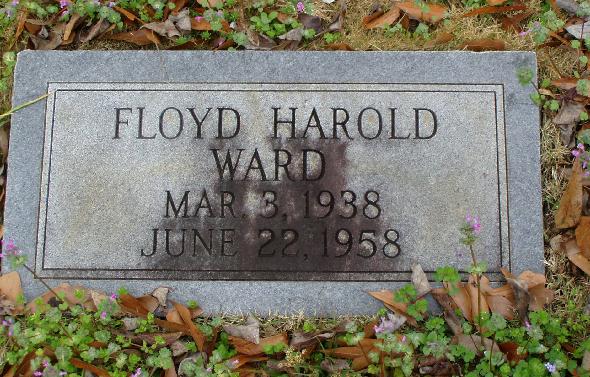 FLOYD HAROLD
WARD
MAR. 3, 1938
JUNE 22, 1958